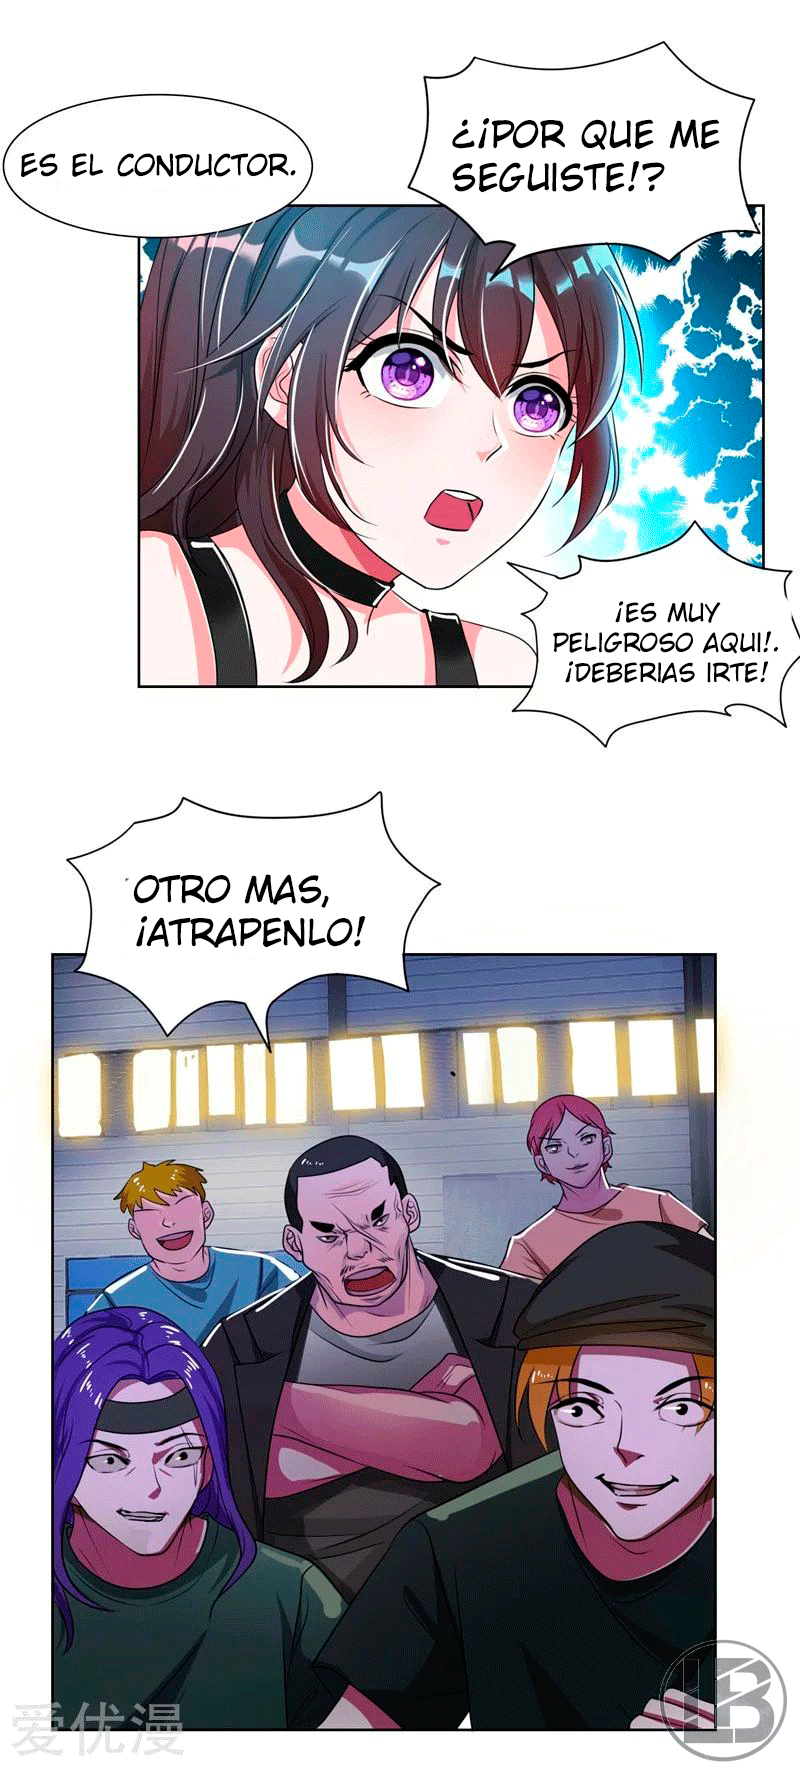 ES EL CONDUCTOR.
¿¡POR QUE ME
SEGUISTE!?
¡ES MUY
PELIGROSO AQUI!.
¡DEBERIAS IRTE!
OTRO MAS,
¡ATRAPENLO!
爱优漫
LB